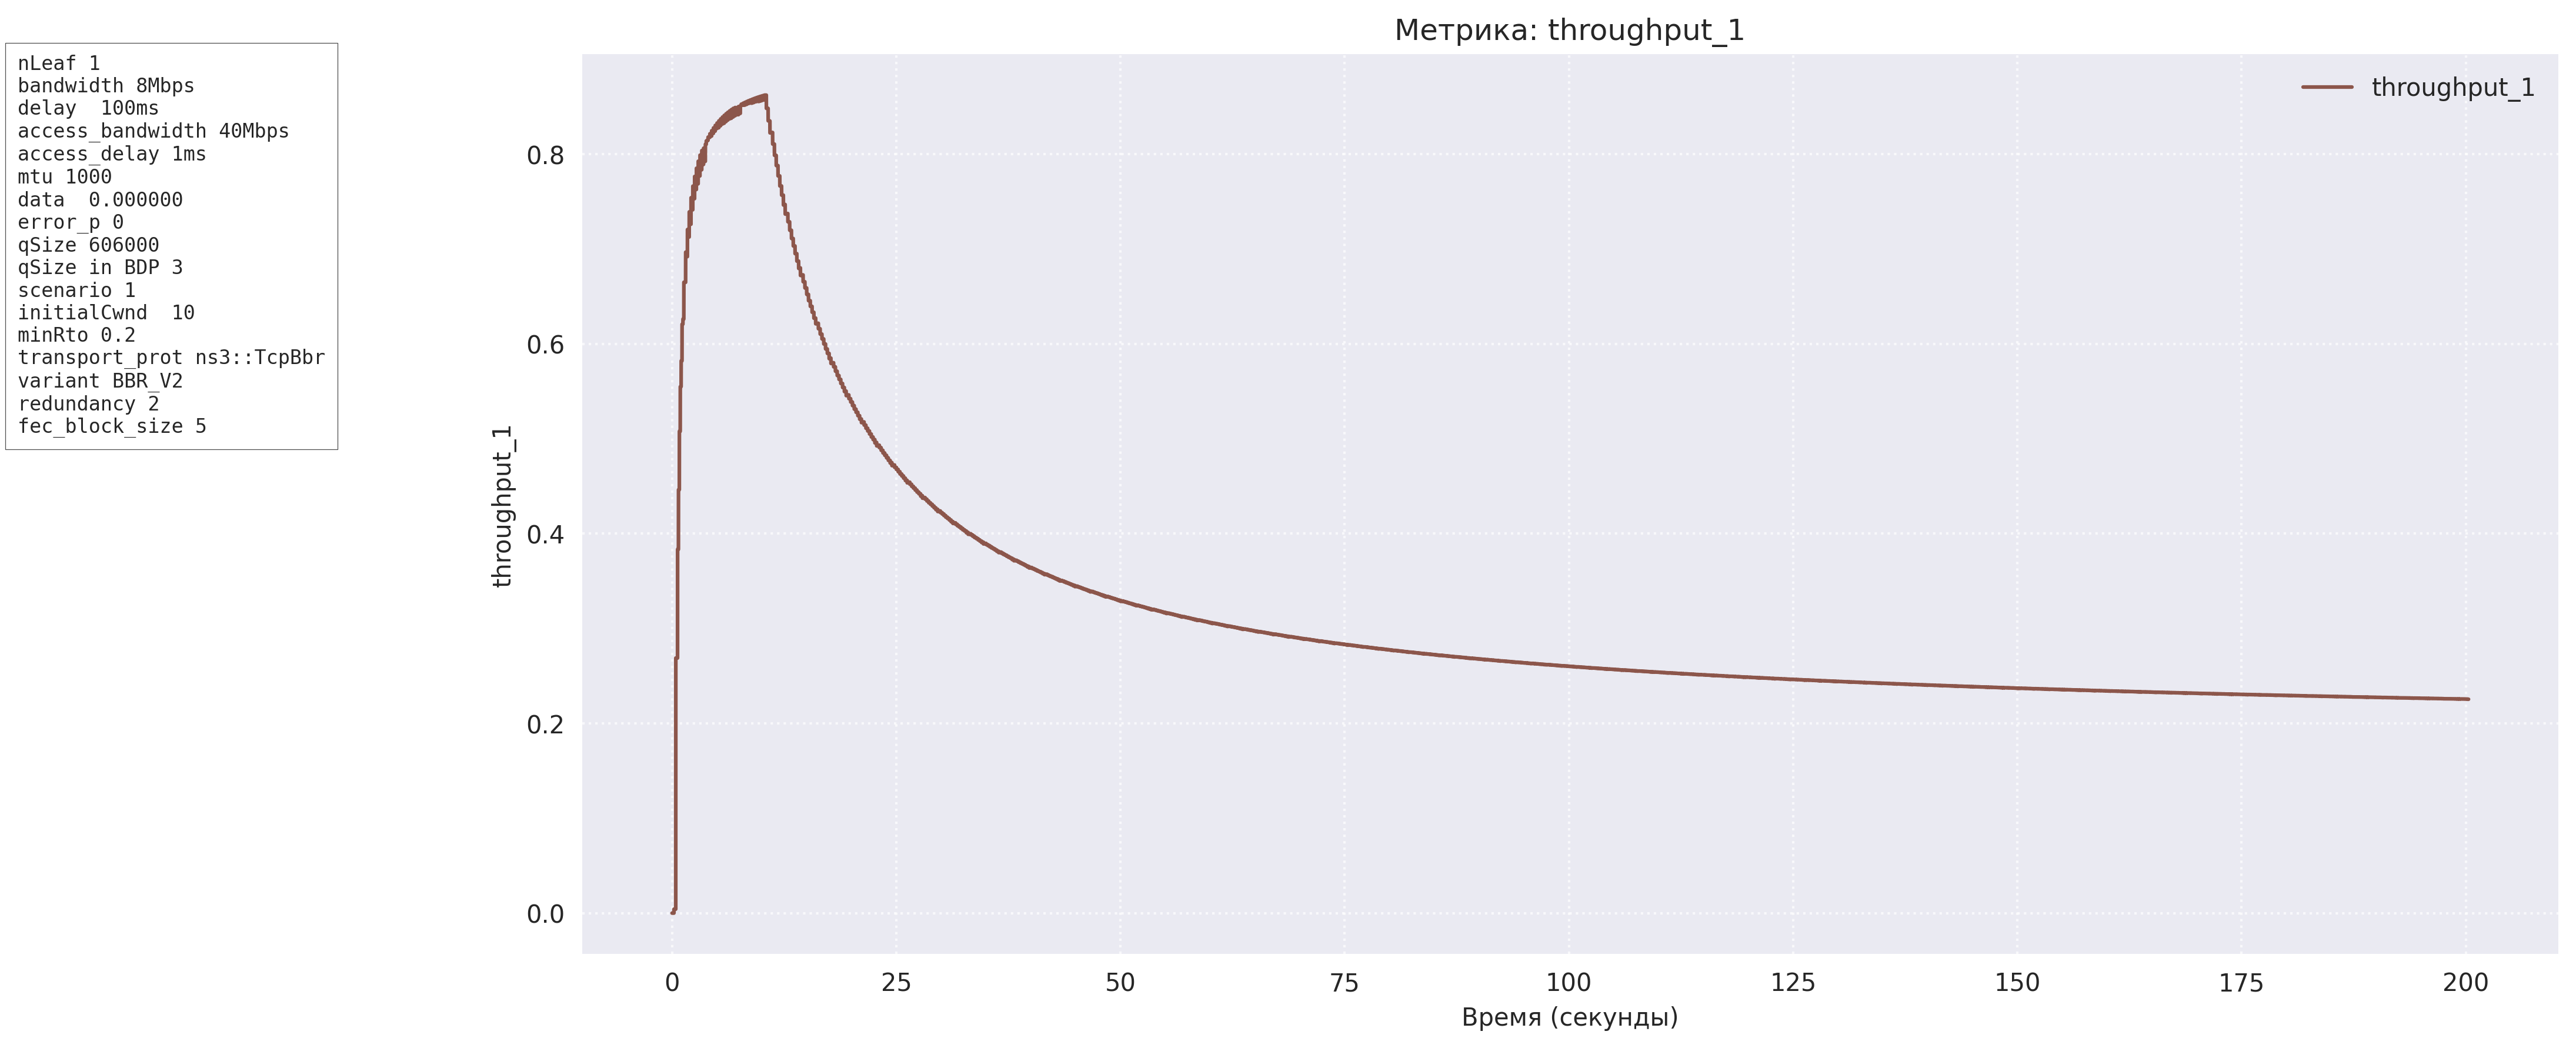 Метрика: throughput_1
nLeaf 1
bandwidth 8Mbps
delay  100ms
access_bandwidth 40Mbps
access_delay 1ms
mtu 1000
data  0.000000
error_p 0
qSize 606000
qSize in BDP 3
scenario 1
initialCwnd  10
minRto 0.2
transport_prot ns3::TcpBbr
variant BBR_V2
redundancy 2
fec_block_size 5
throughput_1
throughput_1
0.8
0.6
0.4
0.2
0.0
0 25 50 75 100 125 150 175 200
Время (секунды)